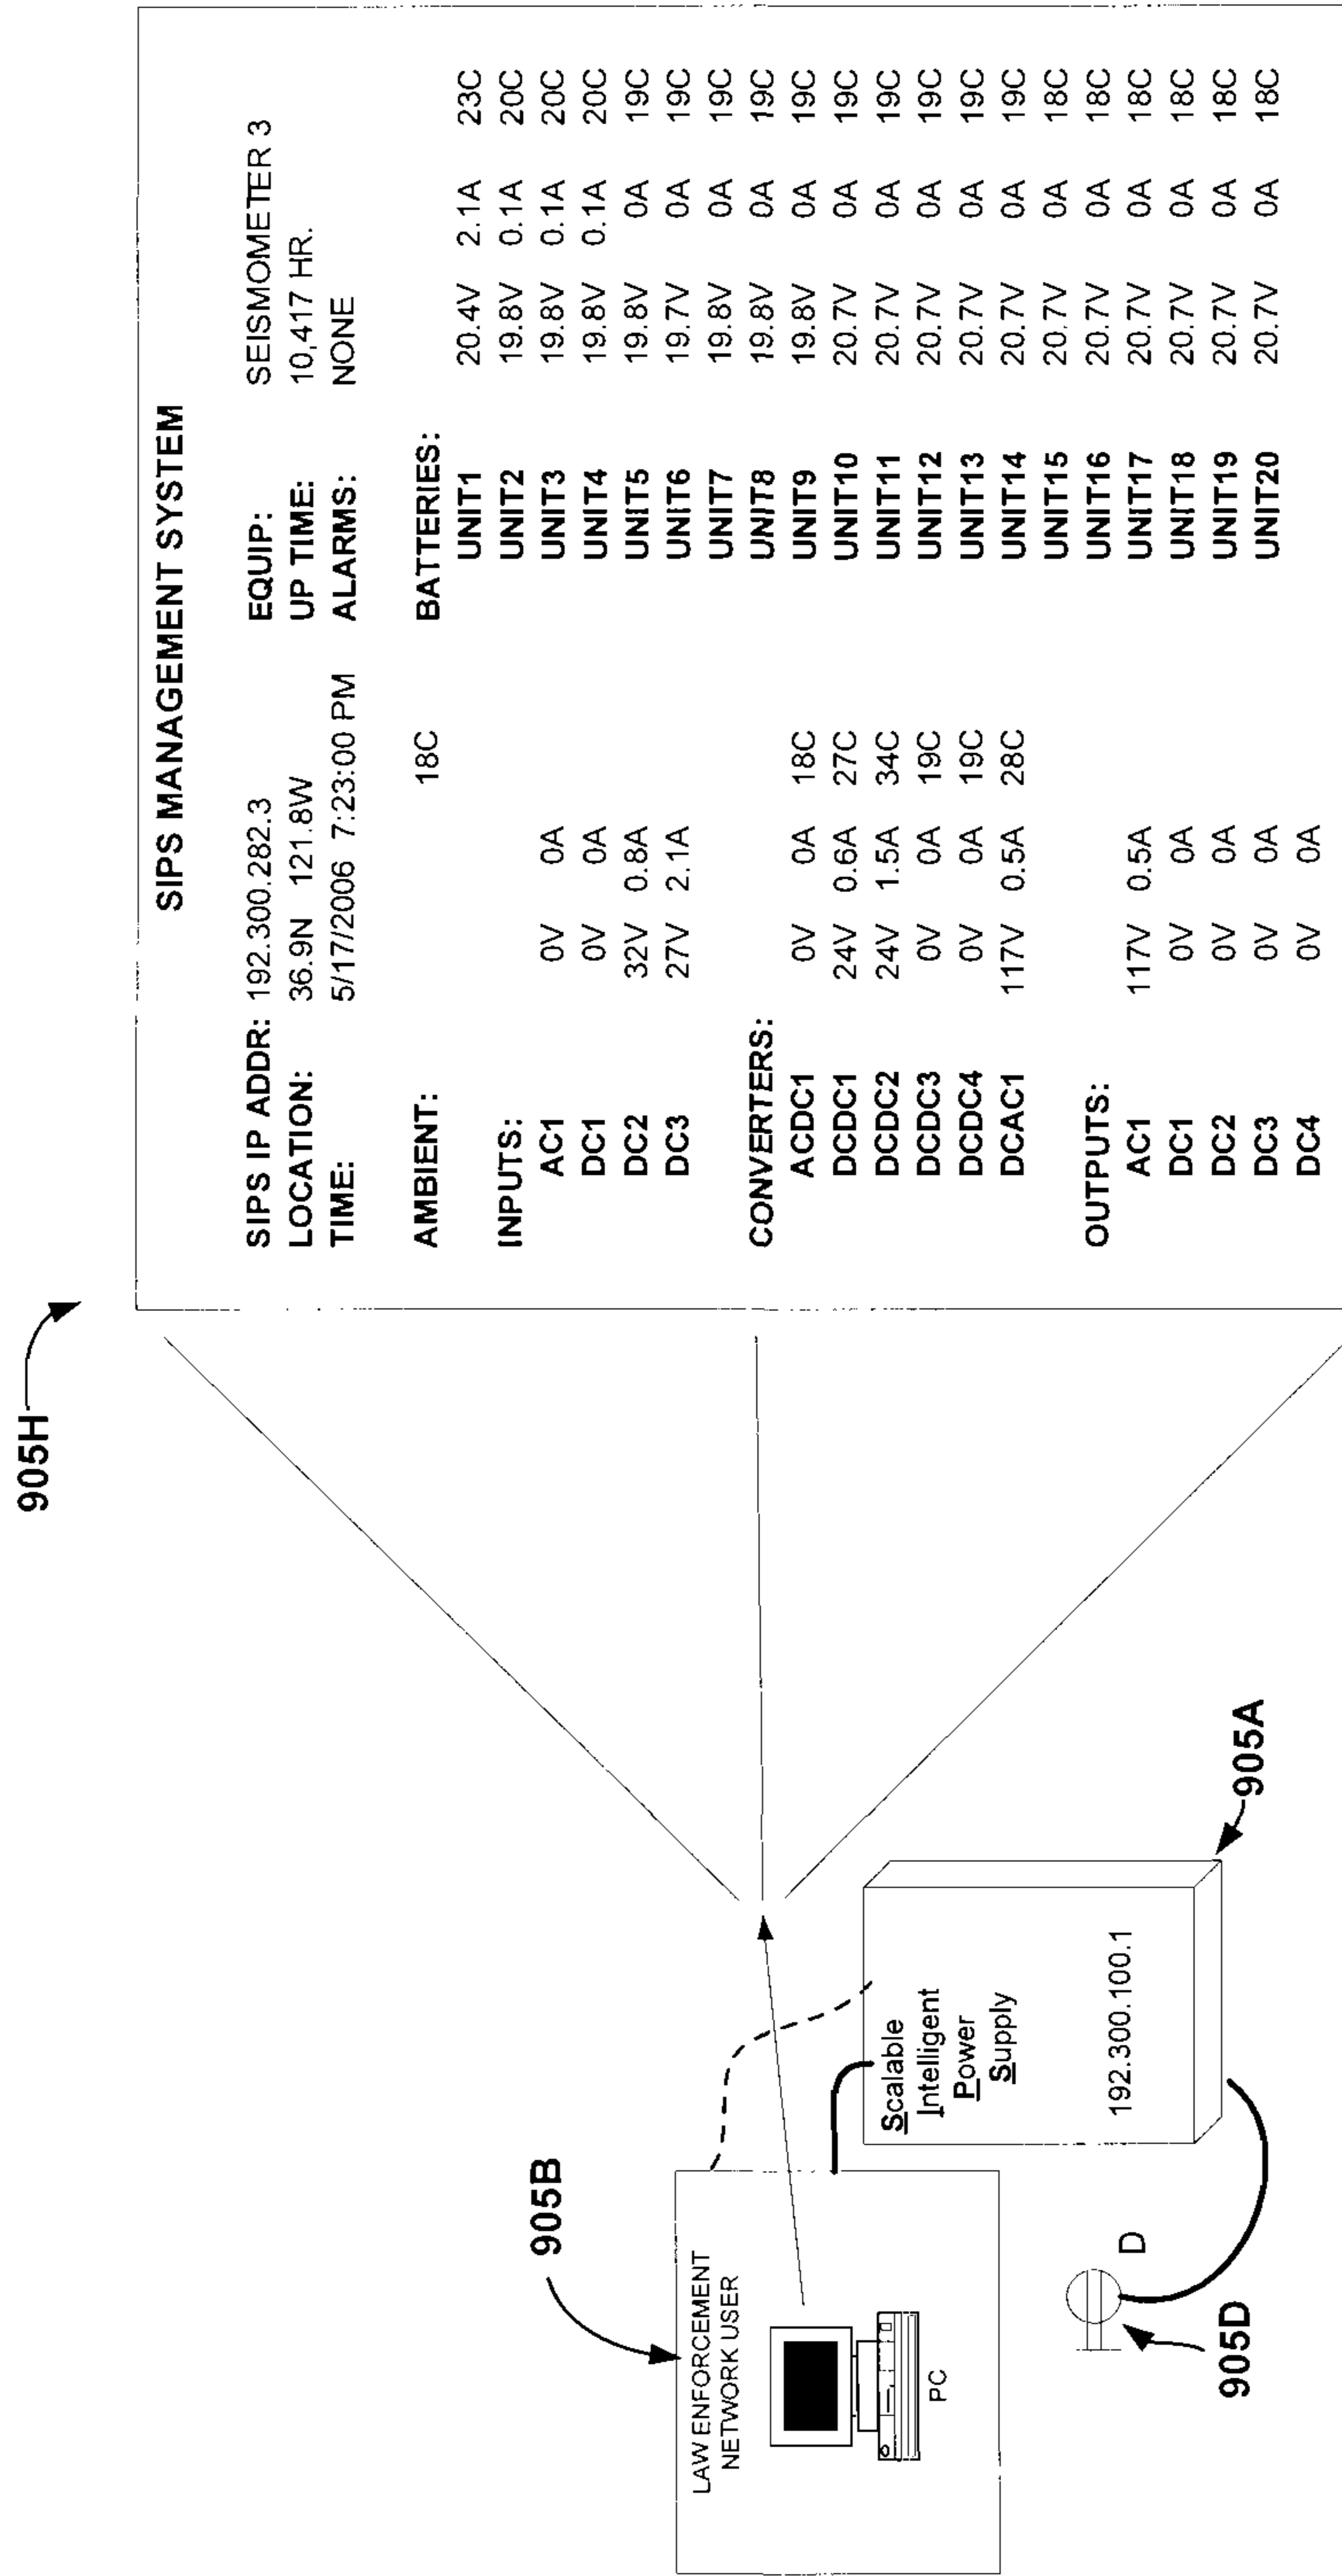 905H
SIPS MANAGEMENT SYSTEM
SIPS IP ADDR: 192.300.282.3 EQUIP: SEISMOMETER 3
LOCATION: 36.9N 121.8W UP TIME: 10,417 HR.
TIME: 5/17/2006 7:23:00 PM ALARMS: NONE
AMBIENT: 18C BATTERIES:
UNIT1 20.4V 2.1A 23C
INPUTS: UNIT2 19.8V 0.1A 20C
AC1 0V 0A UNIT3 19.8V 0.1A 20C
DC1 0V 0A UNIT4 19.8V 0.1A 20C
DC2 32V 0.8A UNIT5 19.8V 0A 19C
DC3 27V 2.1A UNIT6 19.7V 0A 19C
UNIT7 19.8V 0A 19C
CONVERTERS: UNIT8 19.8V 0A 19C
ACDC1 0V 0A 18C UNIT9 19.8V 0A 19C
DCDC1 24V 0.6A 27C UNIT10 20.7V 0A 19C
DCDC2 24V 1.5A 34C UNIT11 20.7V 0A 19C
DCDC3 0V 0A 19C UNIT12 20.7V 0A 19C
DCDC4 0V 0A 19C UNIT13 20.7V 0A 19C
DCAC1 117V 0.5A 28C UNIT14 20.7V 0A 19C
UNIT15 20.7V 0A 18C
OUTPUTS: UNIT16 20.7V 0A 18C
AC1 117V 0.5A UNIT17 20.7V 0A 18C
DC1 0V 0A UNIT18 20.7V 0A 18C
DC2 0V 0A UNIT19 20.7V 0A 18C
DC3 0V 0A UNIT20 20.7V 0A 18C
DC4 0V 0A
905B
LAW ENFORCEMENT
NETWORK USER
PC
Scalable
Intelligent
Power
Supply
192.300.100.1
905A
D
905D